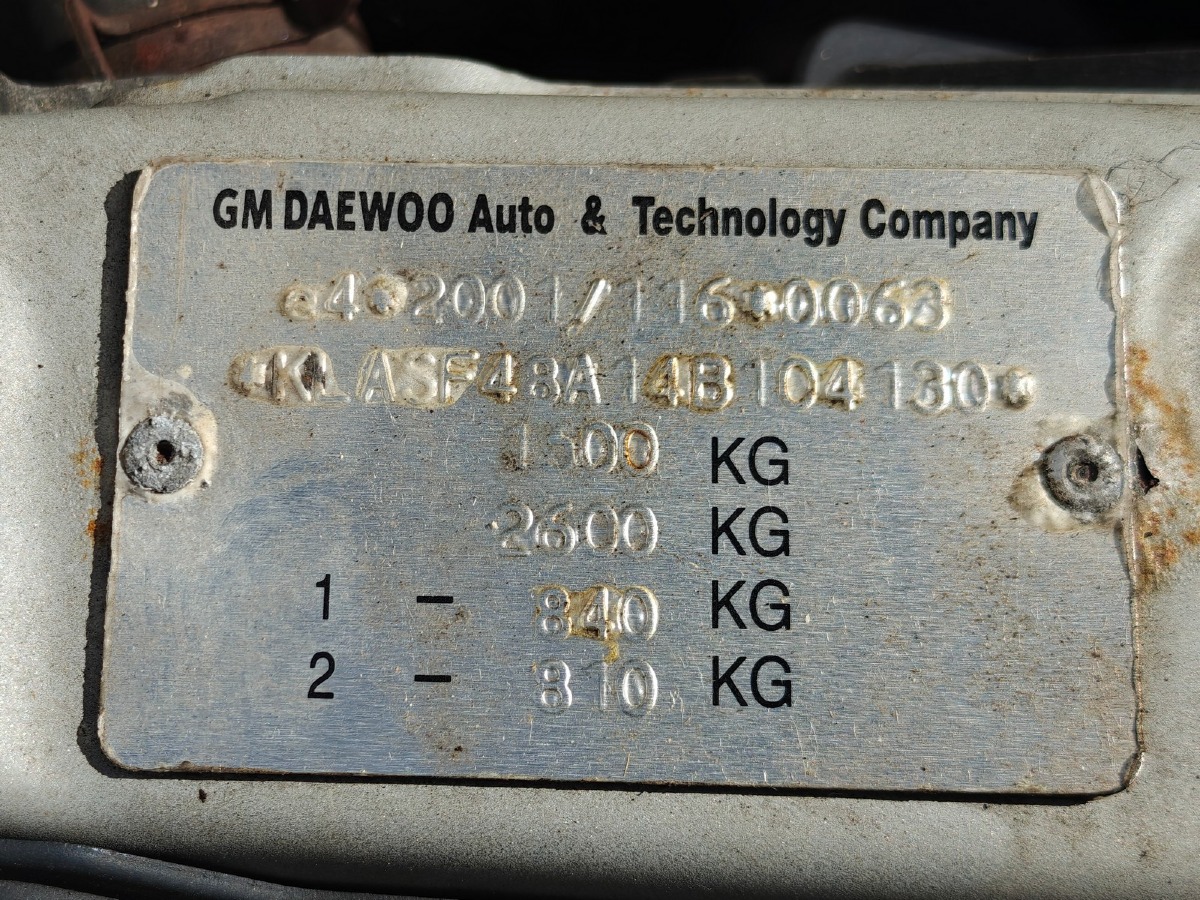 GM DAEWOO Auto & Technology Company
e4*2001/116*0063
*KLASF48A14B104130*
1500 KG
2600 KG
1 - 840 KG
2 - 810 KG